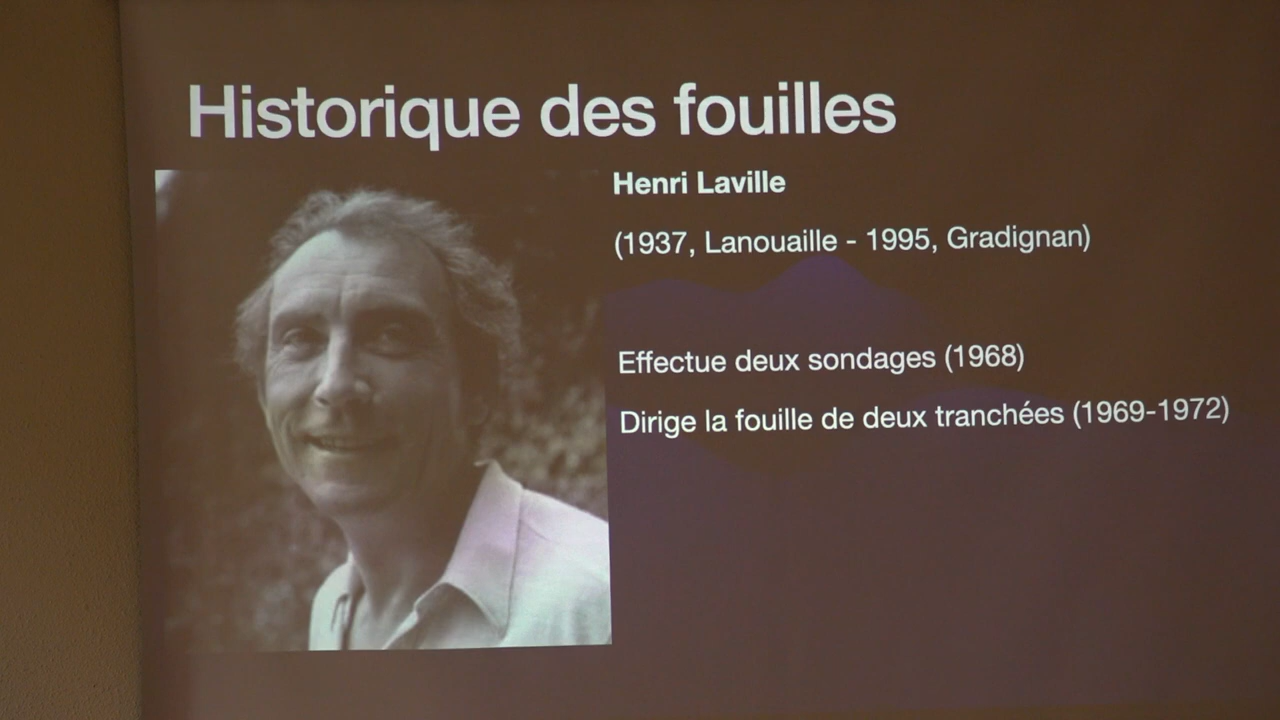 Historique des fouilles
Henri Laville
(1937, Lanouaille - 1995, Gradignan)
Effectue deux sondages (1968)
Dirige la fouille de deux tranchées (1969-1972)